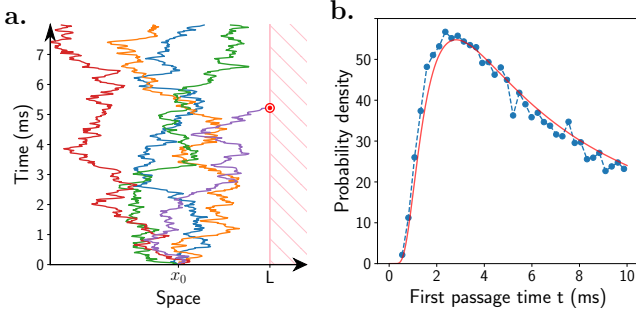 a.
Time (ms)
7
6
5
4
3
2
1
0
x₀
L
Space
b.
Probability density
50
40
30
20
10
0
0
2
4
6
8
10
First passage time t (ms)